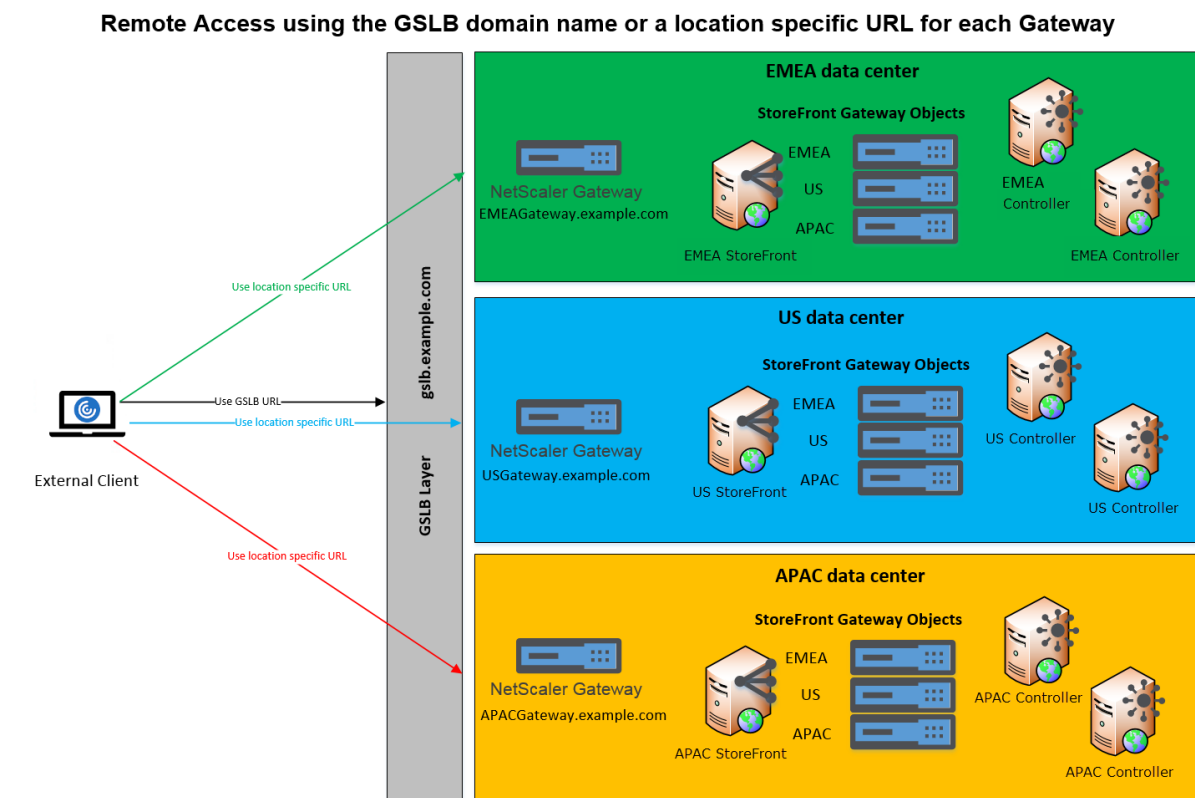 Remote Access using the GSLB domain name or a location specific URL for each Gateway
EMEA data center
StoreFront Gateway Objects
NetScaler Gateway
EMEAGateway.example.com
EMEA
US
APAC
EMEA StoreFront
EMEA
Controller
EMEA Controller
Use location specific URL
gslb.example.com
GSLB Layer
Use GSLB URL
Use location specific URL
External Client
Use location specific URL
US data center
StoreFront Gateway Objects
NetScaler Gateway
USGateway.example.com
EMEA
US
APAC
US StoreFront
US Controller
US Controller
APAC data center
StoreFront Gateway Objects
NetScaler Gateway
APACGateway.example.com
EMEA
US
APAC
APAC StoreFront
APAC Controller
APAC Controller